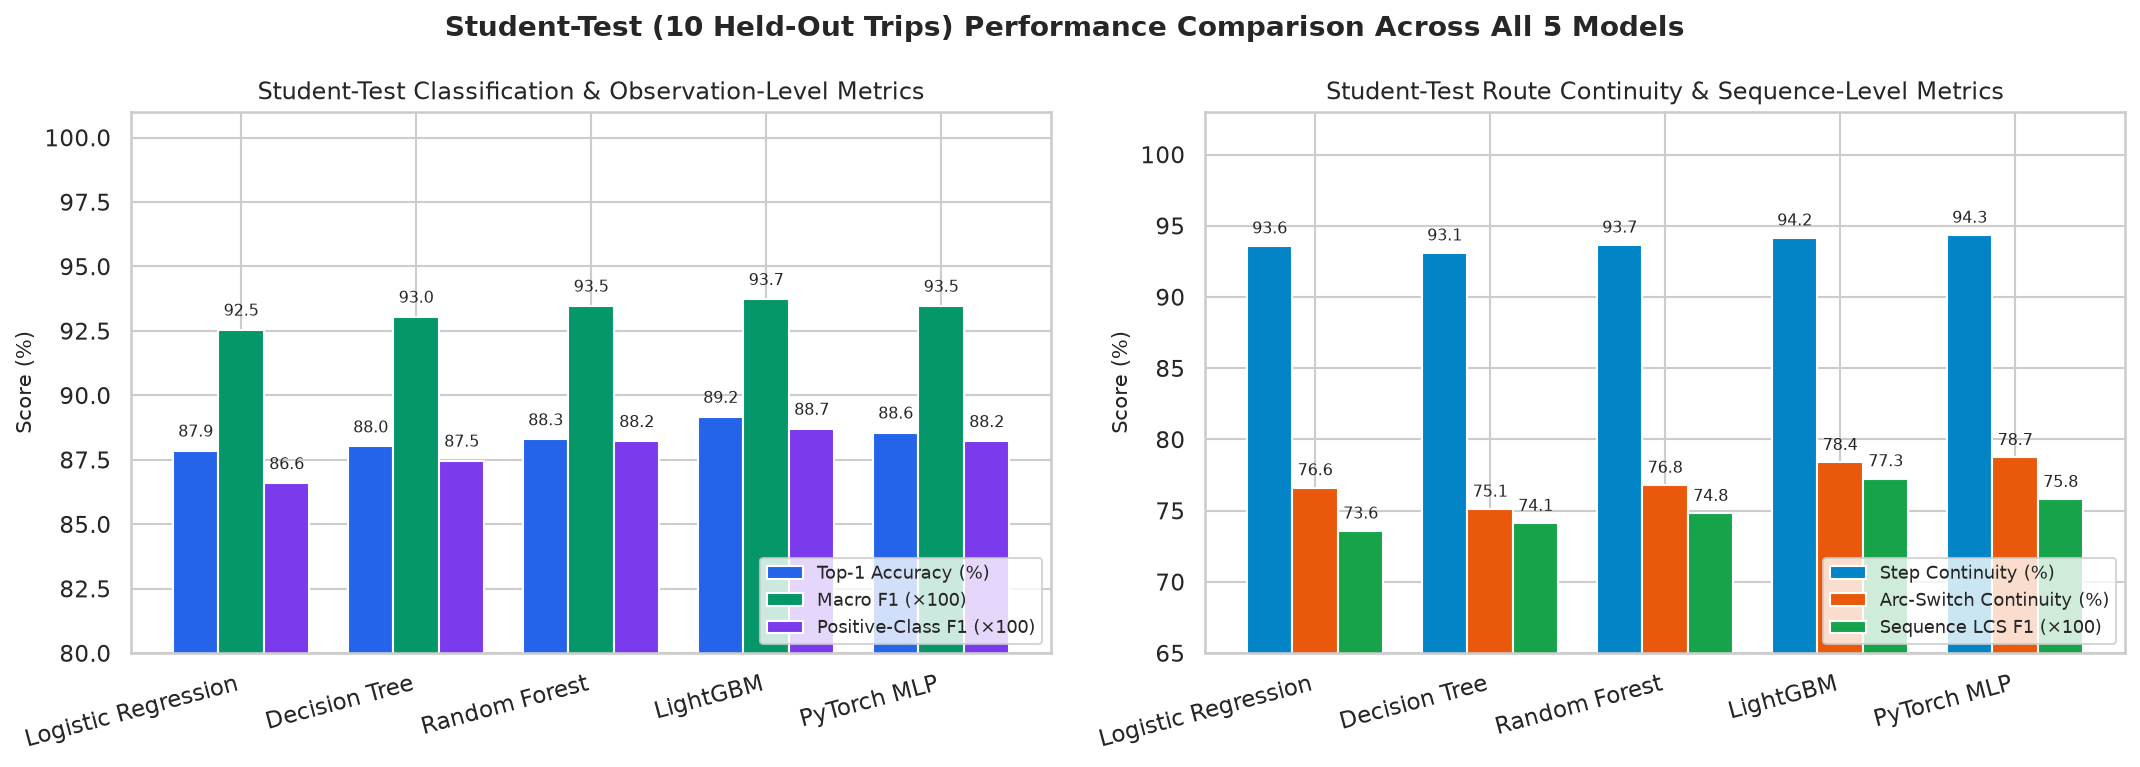 Student-Test (10 Held-Out Trips) Performance Comparison Across All 5 Models
Student-Test Classification & Observation-Level Metrics
Score (%)
100.0
97.5
95.0
92.5
90.0
87.5
85.0
82.5
80.0
87.9
92.5
86.6
88.0
93.0
87.5
88.3
93.5
88.2
89.2
93.7
88.7
88.6
93.5
88.2
Top-1 Accuracy (%)
Macro F1 (×100)
Positive-Class F1 (×100)
Logistic Regression
Decision Tree
Random Forest
LightGBM
PyTorch MLP
Student-Test Route Continuity & Sequence-Level Metrics
Score (%)
100
95
90
85
80
75
70
65
93.6
76.6
73.6
93.1
75.1
74.1
93.7
76.8
74.8
94.2
78.4
77.3
94.3
78.7
75.8
Step Continuity (%)
Arc-Switch Continuity (%)
Sequence LCS F1 (×100)
Logistic Regression
Decision Tree
Random Forest
LightGBM
PyTorch MLP